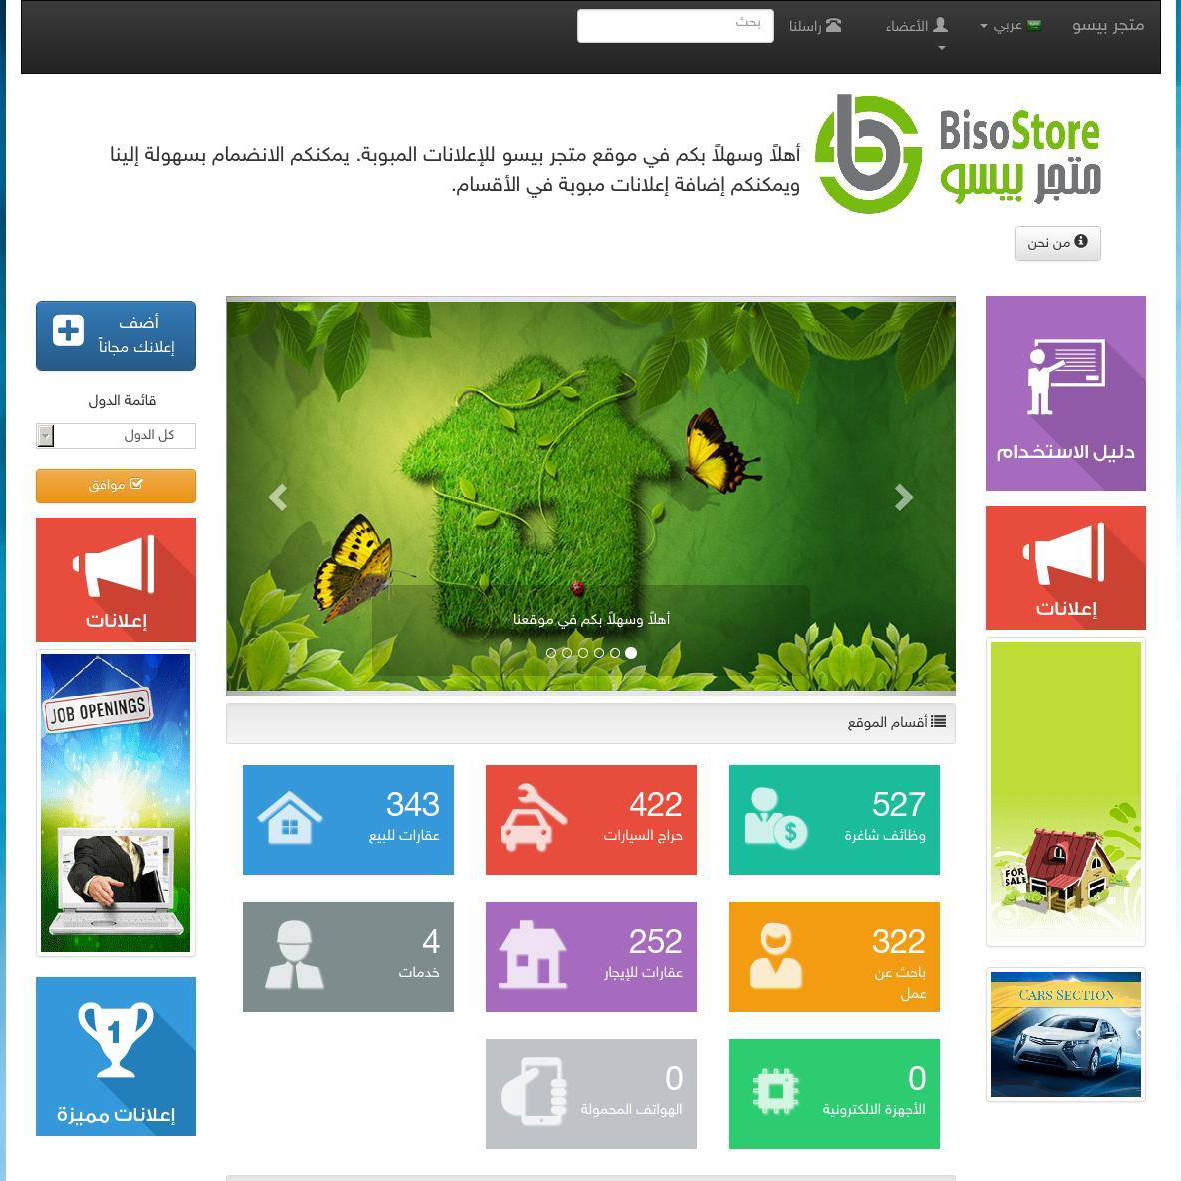 متجر بيسو
عربي
الأعضاء
راسلنا
بحث
BisoStore
متجر بيسو
أهلاً وسهلاً بكم في موقع متجر بيسو للإعلانات المبوبة. يمكنكم الانضمام بسهولة إلينا
ويمكنكم إضافة إعلانات مبوبة في الأقسام.
من نحن
دليل الاستخدام
إعلانات
FOR
SALE
CARS SECTION
أهلاً وسهلاً بكم في موقعنا
أقسام الموقع
527
وظائف شاغرة
422
حراج السيارات
343
عقارات للبيع
322
باحث عن
عمل
252
عقارات للإيجار
4
خدمات
0
الأجهزة الالكترونية
0
الهواتف المحمولة
أضف
إعلانك مجاناً
قائمة الدول
كل الدول
موافق
إعلانات
JOB OPENINGS
1
إعلانات مميزة